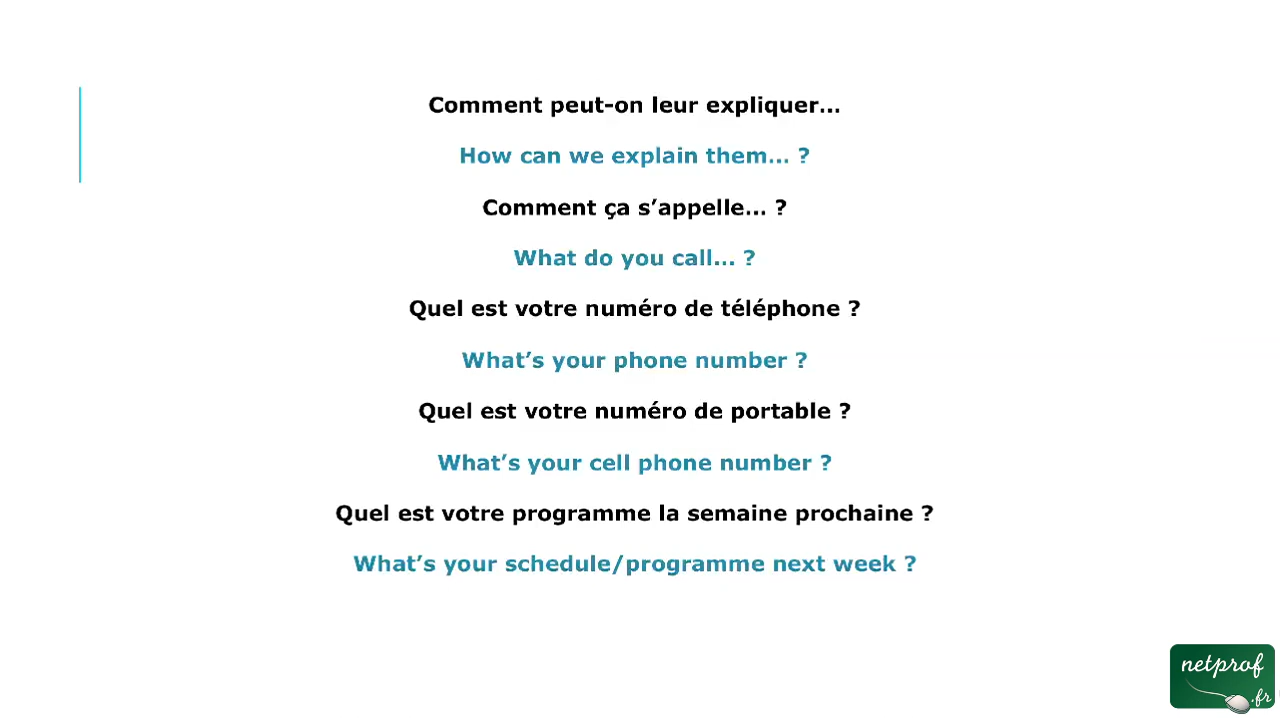 Comment peut-on leur expliquer…
How can we explain them… ?
Comment ça s’appelle… ?
What do you call… ?
Quel est votre numéro de téléphone ?
What’s your phone number ?
Quel est votre numéro de portable ?
What’s your cell phone number ?
Quel est votre programme la semaine prochaine ?
What’s your schedule/programme next week ?
netprof
.fr